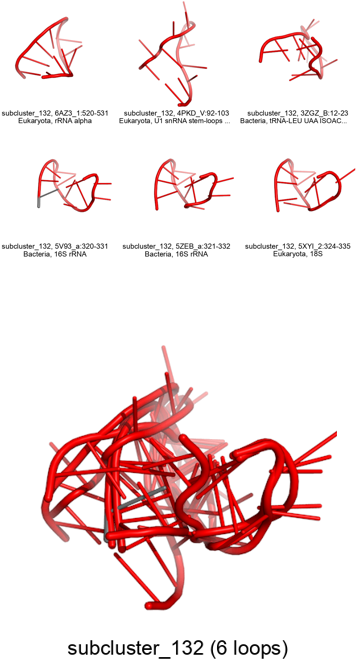 subcluster_132, 6AZ3_1:520-531
Eukaryota, rRNA alpha
subcluster_132, 4PKD_V:92-103
Eukaryota, U1 snRNA stem-loops ...
subcluster_132, 3ZGZ_B:12-23
Bacteria, tRNA-LEU UAA ISOAC...
subcluster_132, 5V93_a:320-331
Bacteria, 16S rRNA
subcluster_132, 5ZEB_a:321-332
Bacteria, 16S rRNA
subcluster_132, 5XYI_2:324-335
Eukaryota, 18S
subcluster_132 (6 loops)